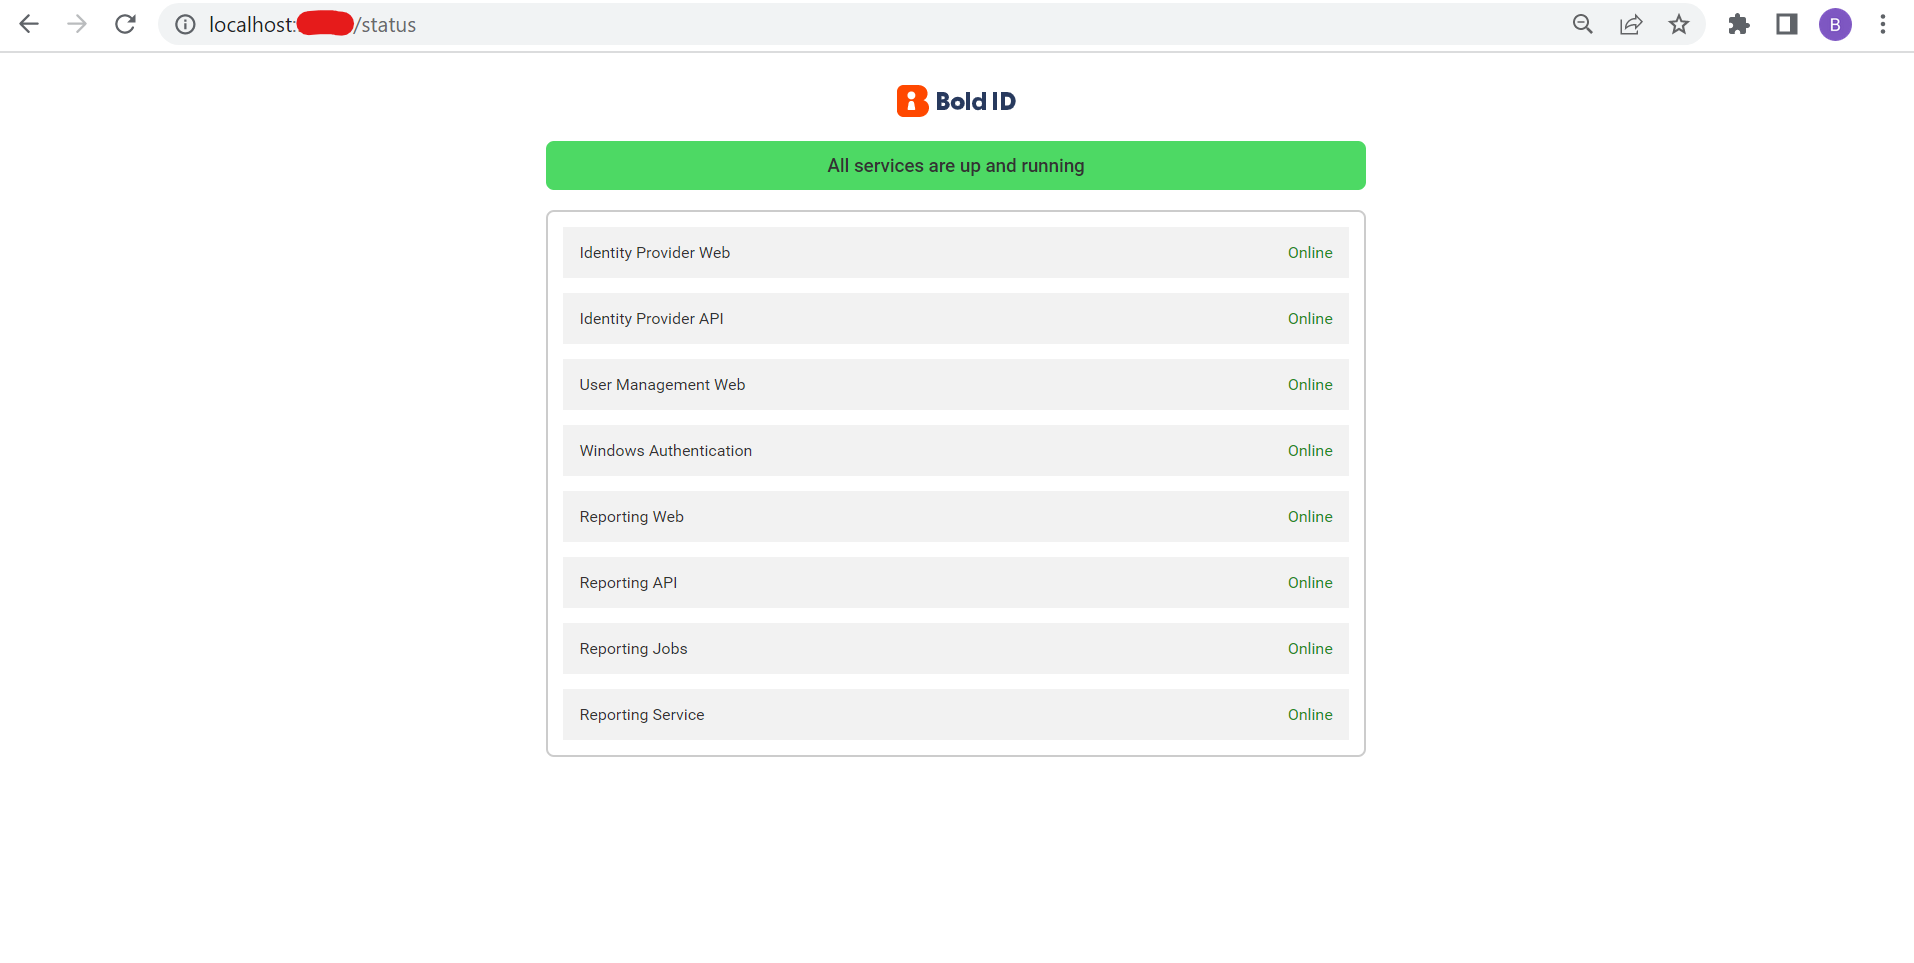 localhost:/status
B
Bold ID
All services are up and running
Identity Provider Web Online
Identity Provider API Online
User Management Web Online
Windows Authentication Online
Reporting Web Online
Reporting API Online
Reporting Jobs Online
Reporting Service Online